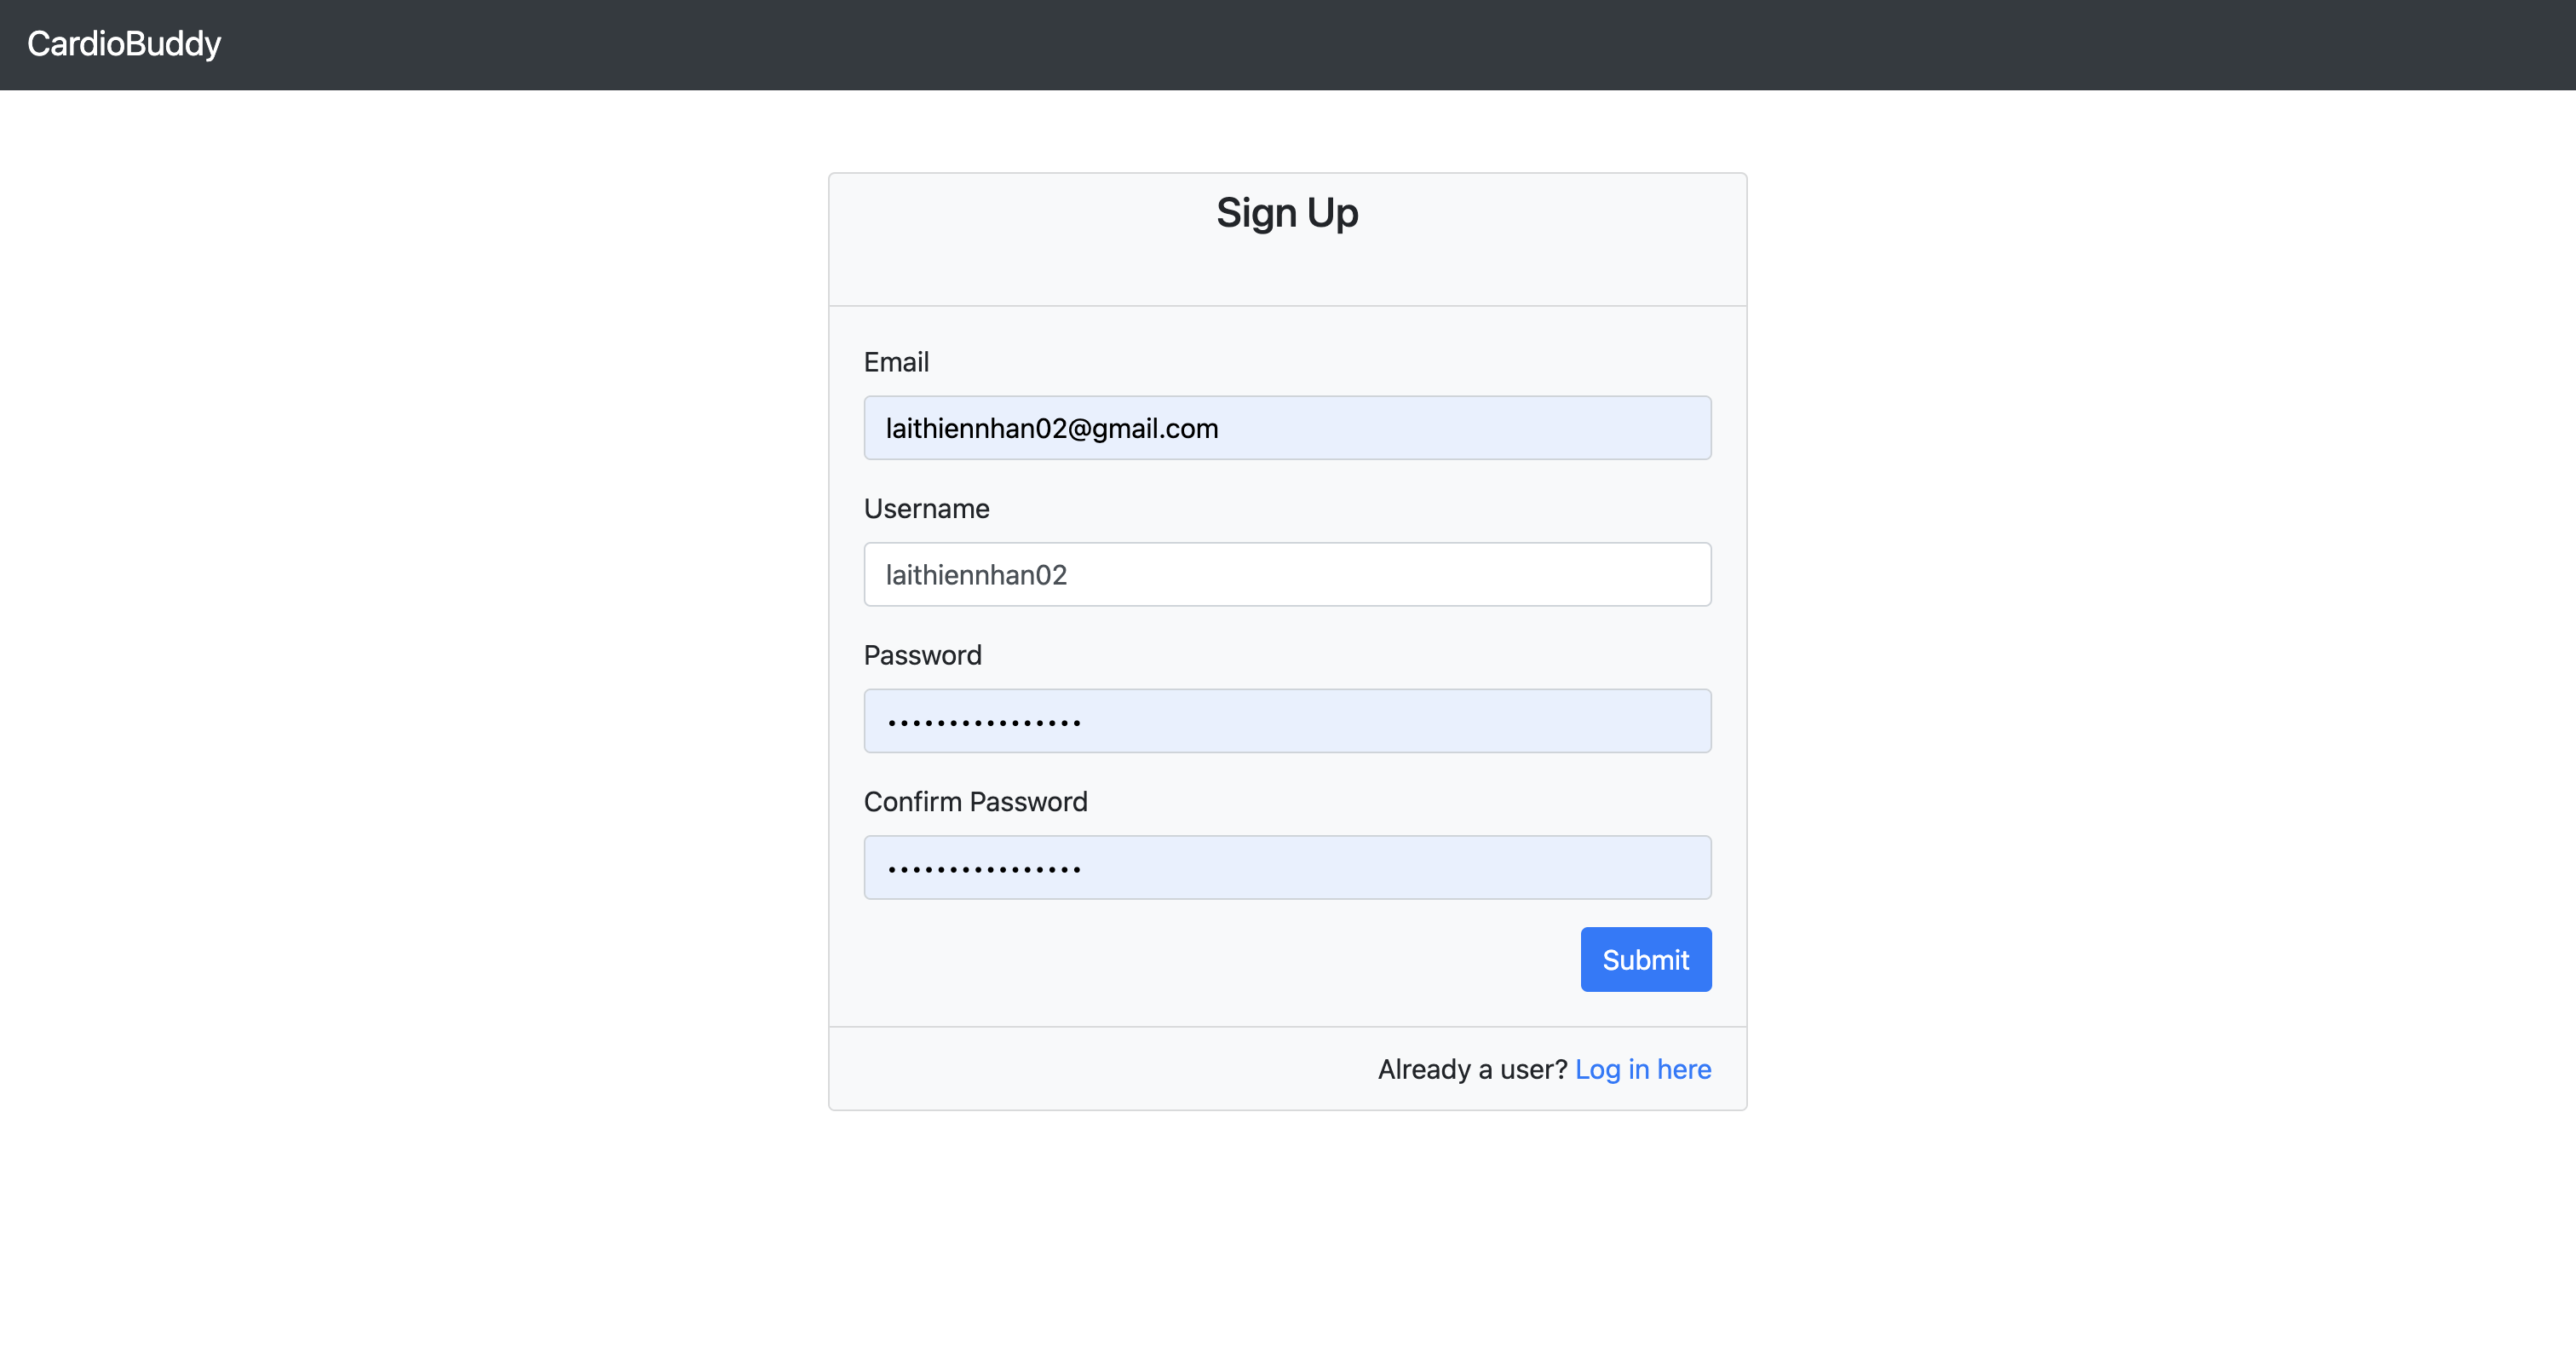 CardioBuddy
Sign Up
Email
laithiennhan02@gmail.com
Username
laithiennhan02
Password
••••••••••••••••
Confirm Password
••••••••••••••••
Submit
Already a user? Log in here